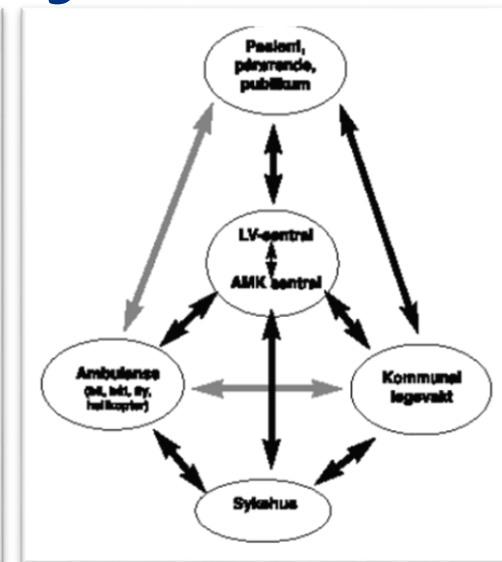 Pasient,
pårørende,
publikum
LV-sentral
AMK sentral
Ambulanse
(bil, båt, fly,
helikopter)
Kommunal
legevakt
Sykehus